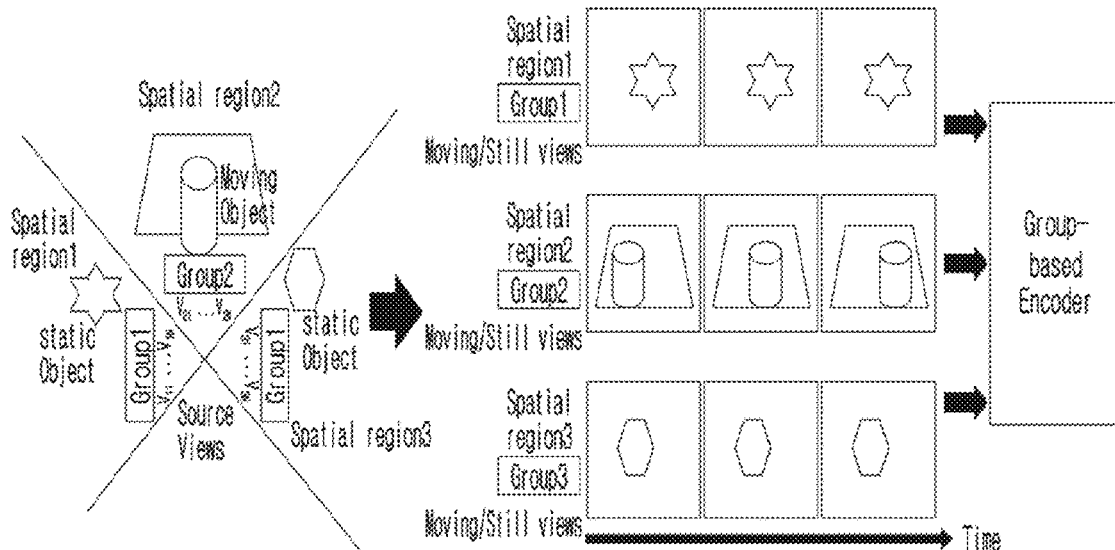 Spatial region2
Moving
Object
Spatial
region1
Group2
V21 ... V2N
static
Object
static
Object
Group1
Group1
Source
Views
Spatial region3
Spatial
region1
Group1
Moving/Still views
Spatial
region2
Group2
Moving/Still views
Spatial
region3
Group3
Moving/Still views
Group-
based
Encoder
Time